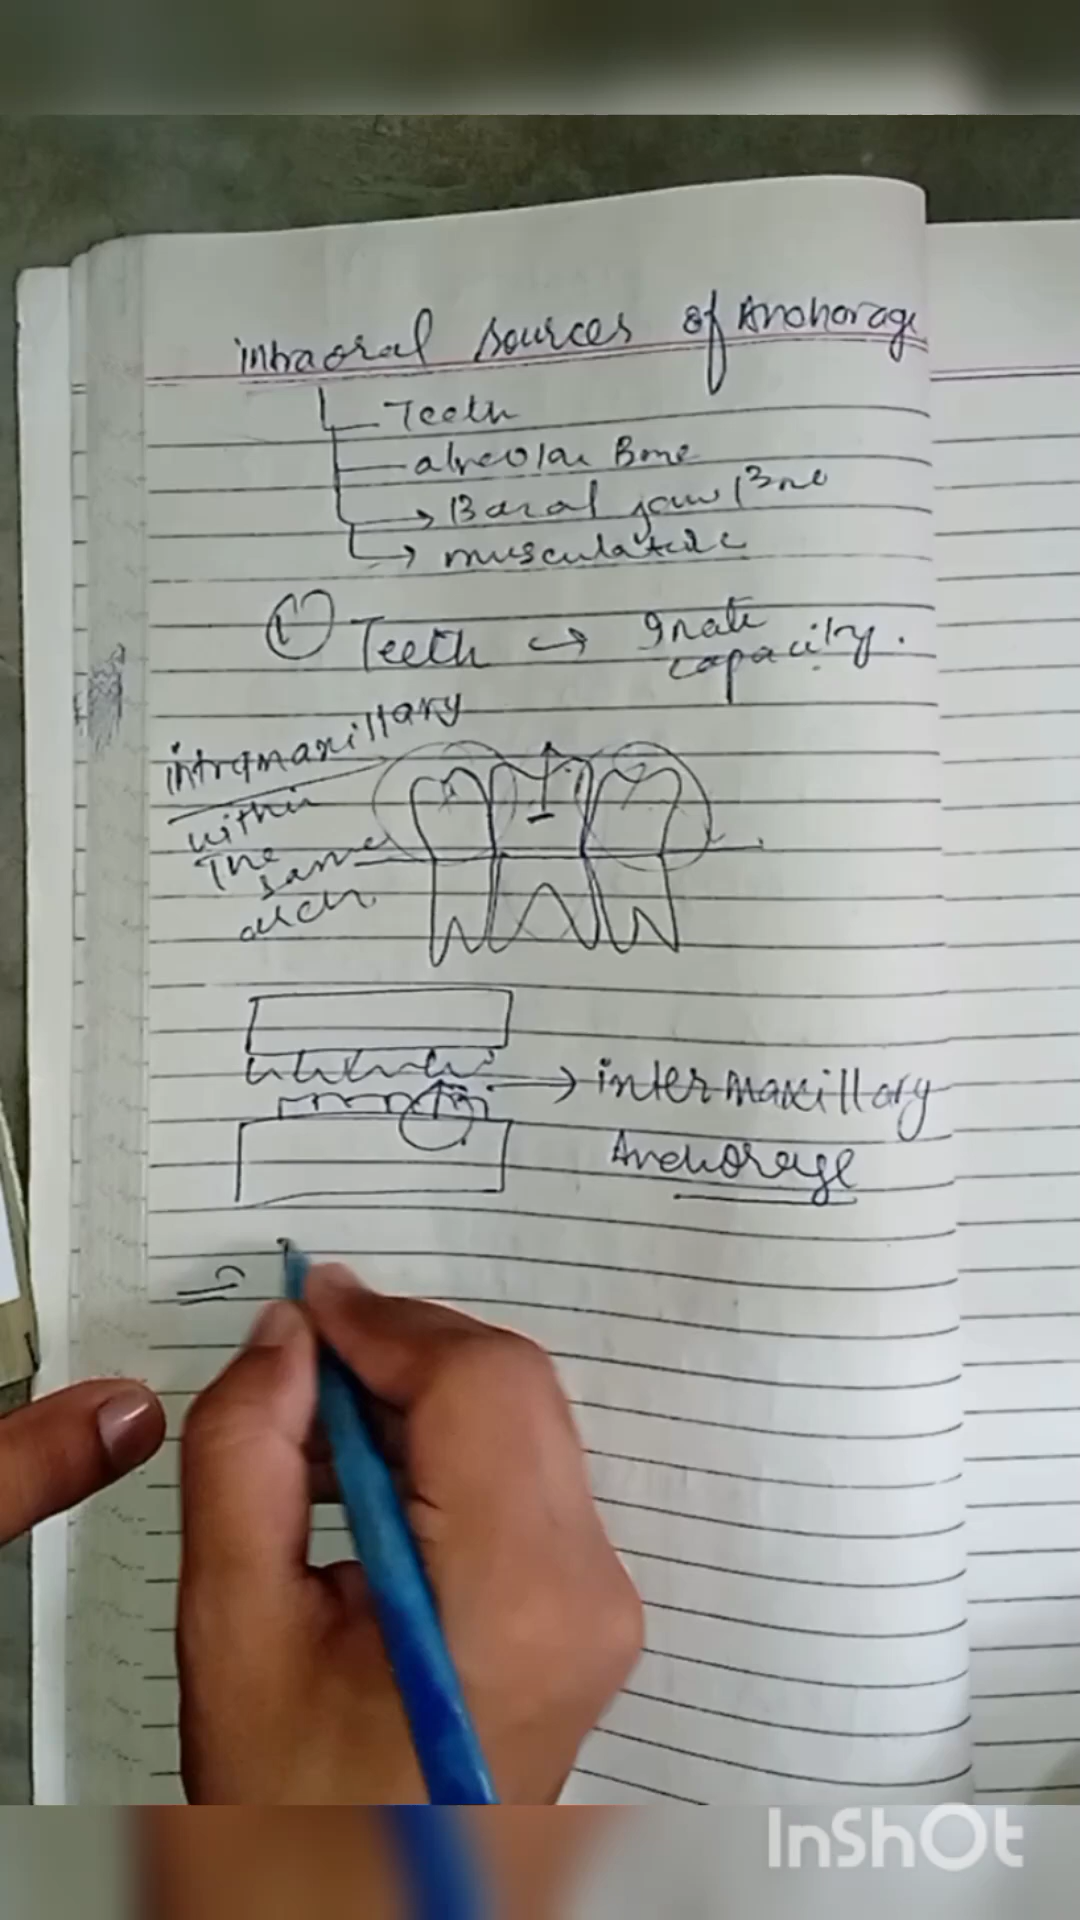 intraoral sources of Anchorage
Teeth
alveolar Bone
Basal jaw Bone
musculature
1 Teeth → Inate
capacity.
intramaxillary
within
The
same
arch.
intermaxillary
Anchorage
InShOt